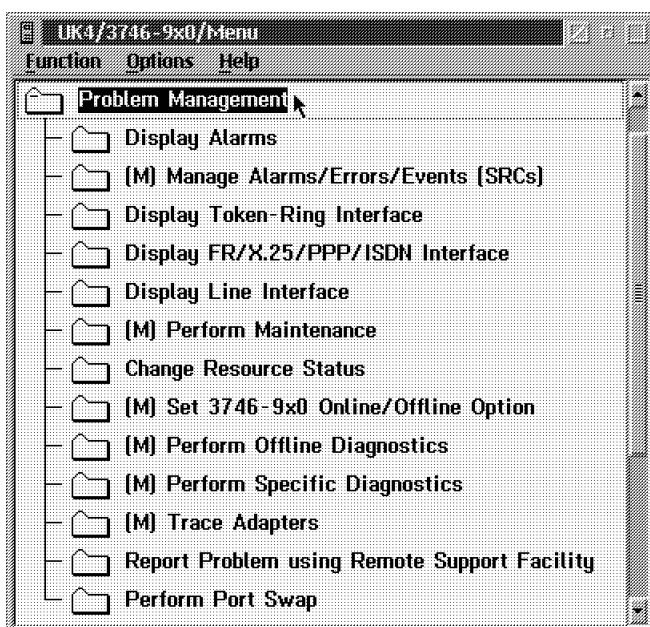 UK4/3746-9x0/Menu
Function Options Help
Problem Management
Display Alarms
(M) Manage Alarms/Errors/Events (SRCs)
Display Token-Ring Interface
Display FR/X.25/PPP/ISDN Interface
Display Line Interface
(M) Perform Maintenance
Change Resource Status
(M) Set 3746-9x0 Online/Offline Option
(M) Perform Offline Diagnostics
(M) Perform Specific Diagnostics
(M) Trace Adapters
Report Problem using Remote Support Facility
Perform Port Swap